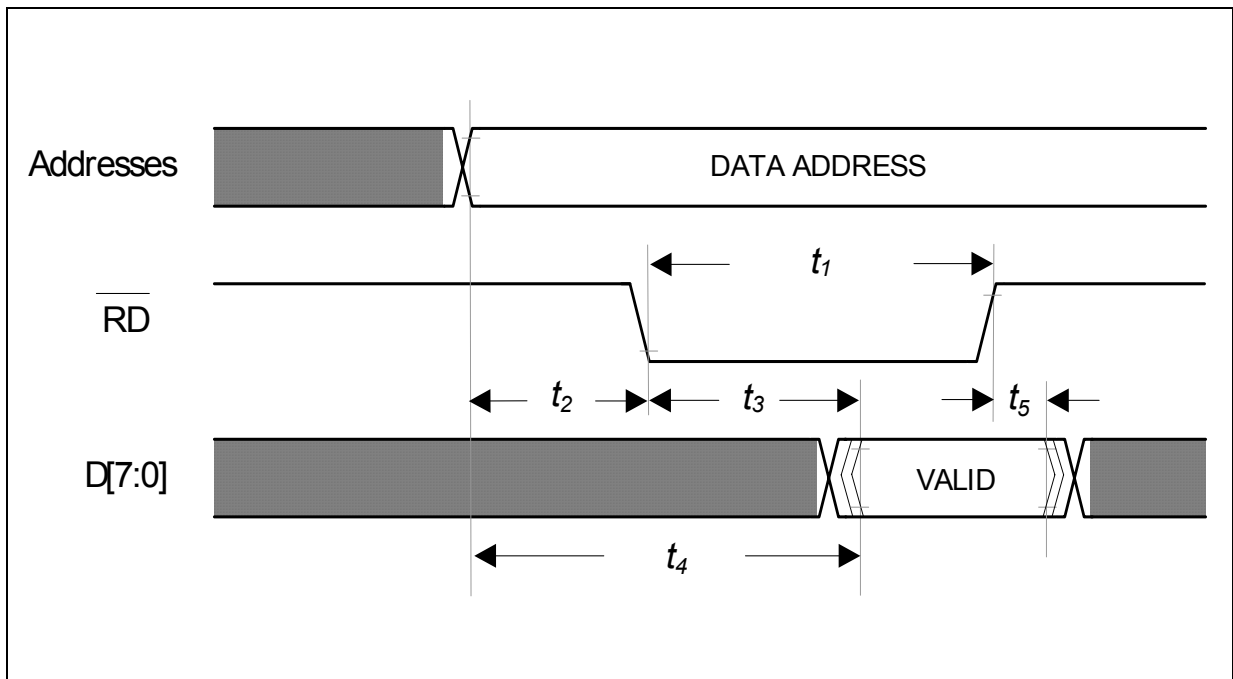 Addresses
DATA ADDRESS
t1
RD
t2
t3
t5
D[7:0]
VALID
t4